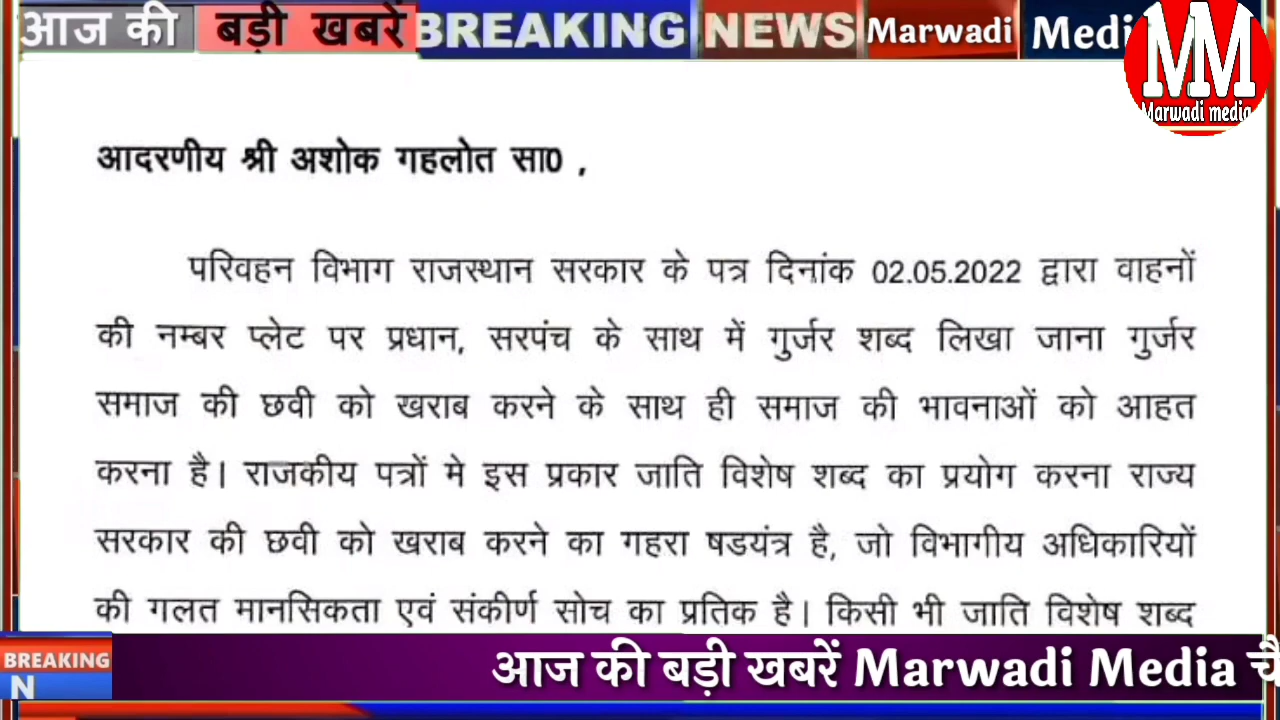 आज की बड़ी खबरें BREAKING NEWS Marwadi Medi
MM
Marwadi media
आदरणीय श्री अशोक गहलोत सा0 ,
परिवहन विभाग राजस्थान सरकार के पत्र दिनांक 02.05.2022 द्वारा वाहनों
की नम्बर प्लेट पर प्रधान, सरपंच के साथ में गुर्जर शब्द लिखा जाना गुर्जर
समाज की छवी को खराब करने के साथ ही समाज की भावनाओं को आहत
करना है। राजकीय पत्रों मे इस प्रकार जाति विशेष शब्द का प्रयोग करना राज्य
सरकार की छवी को खराब करने का गहरा षडयंत्र है, जो विभागीय अधिकारियों
की गलत मानसिकता एवं संकीर्ण सोच का प्रतिक है। किसी भी जाति विशेष शब्द
BREAKING
N
आज की बड़ी खबरें Marwadi Media चै